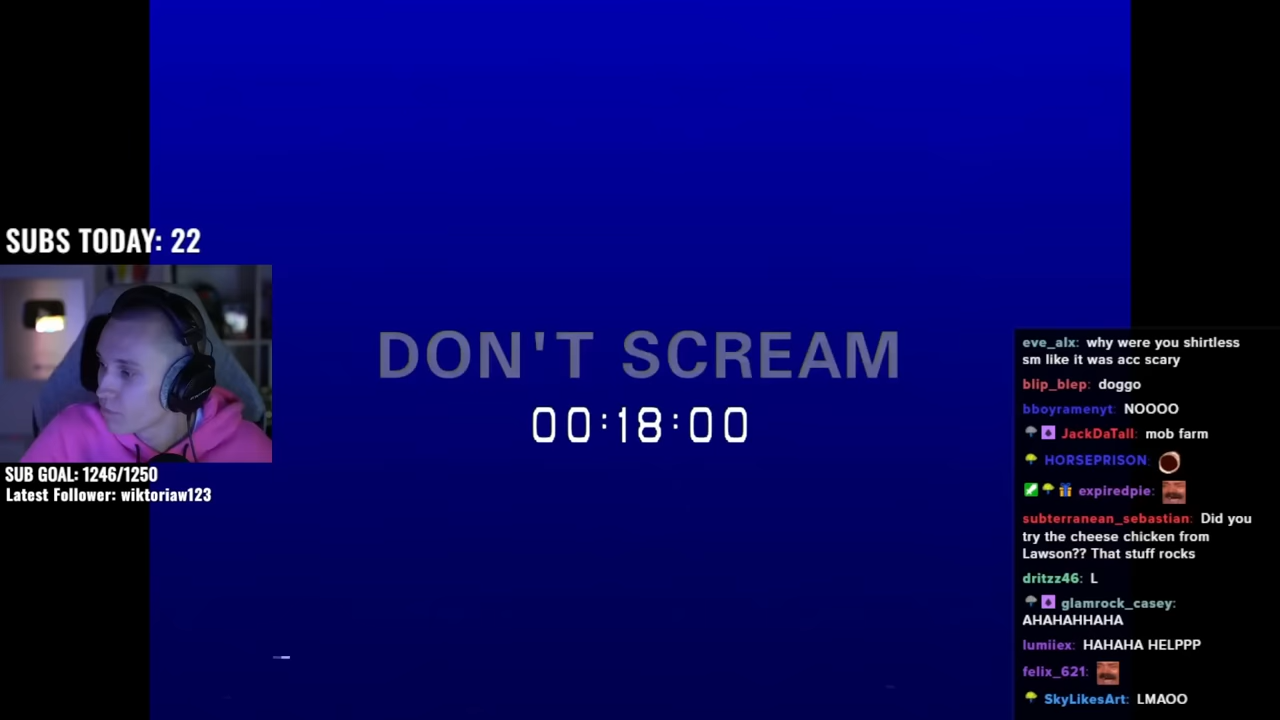 SUBS TODAY: 22
SUB GOAL: 1246/1250
Latest Follower: wiktoriaw123
DON'T SCREAM
00:18:00
eve_alx: why were you shirtless
sm like it was acc scary
blip_blep: doggo
bboyramenyt: NOOOO
JackDaTall: mob farm
HORSEPRISON:
expiredpie:
subterranean_sebastian: Did you
try the cheese chicken from
Lawson?? That stuff rocks
dritzz46: L
glamrock_casey:
AHAHAHHAHA
lumiiex: HAHAHA HELPPP
felix_621:
SkyLikesArt: LMAOO